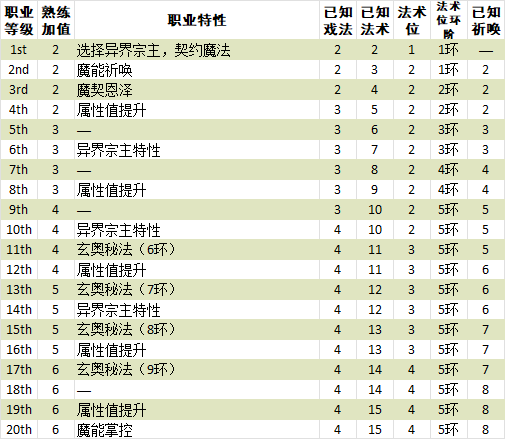 职业等级 熟练加值 职业特性 已知戏法 已知法术 法术位 法术位环阶 已知祈唤
1st 2 选择异界宗主，契约魔法 2 2 1 1环 —
2nd 2 魔能祈唤 2 3 2 1环 2
3rd 2 魔契恩泽 2 4 2 2环 2
4th 2 属性值提升 3 5 2 2环 2
5th 3 — 3 6 2 3环 3
6th 3 异界宗主特性 3 7 2 3环 3
7th 3 — 3 8 2 4环 4
8th 3 属性值提升 3 9 2 4环 4
9th 4 — 3 10 2 5环 5
10th 4 异界宗主特性 4 10 2 5环 5
11th 4 玄奥秘法（6环） 4 11 3 5环 5
12th 4 属性值提升 4 11 3 5环 6
13th 5 玄奥秘法（7环） 4 12 3 5环 6
14th 5 异界宗主特性 4 12 3 5环 6
15th 5 玄奥秘法（8环） 4 13 3 5环 7
16th 5 属性值提升 4 13 3 5环 7
17th 6 玄奥秘法（9环） 4 14 4 5环 7
18th 6 — 4 14 4 5环 8
19th 6 属性值提升 4 15 4 5环 8
20th 6 魔能掌控 4 15 4 5环 8